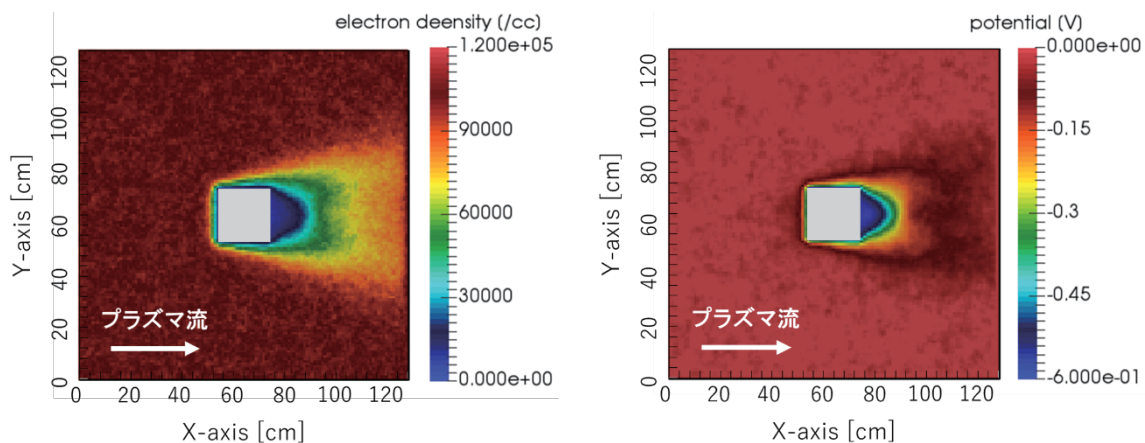 electron deensity (/cc)
1.200e+05
90000
60000
30000
0.000e+00
120
100
80
60
40
20
0
Y-axis [cm]
プラズマ流
0 20 40 60 80 100 120
X-axis [cm]
potential (V)
0.000e+00
-0.15
-0.3
-0.45
-6.000e-01
120
100
80
60
40
20
0
Y-axis [cm]
プラズマ流
0 20 40 60 80 100 120
X-axis [cm]